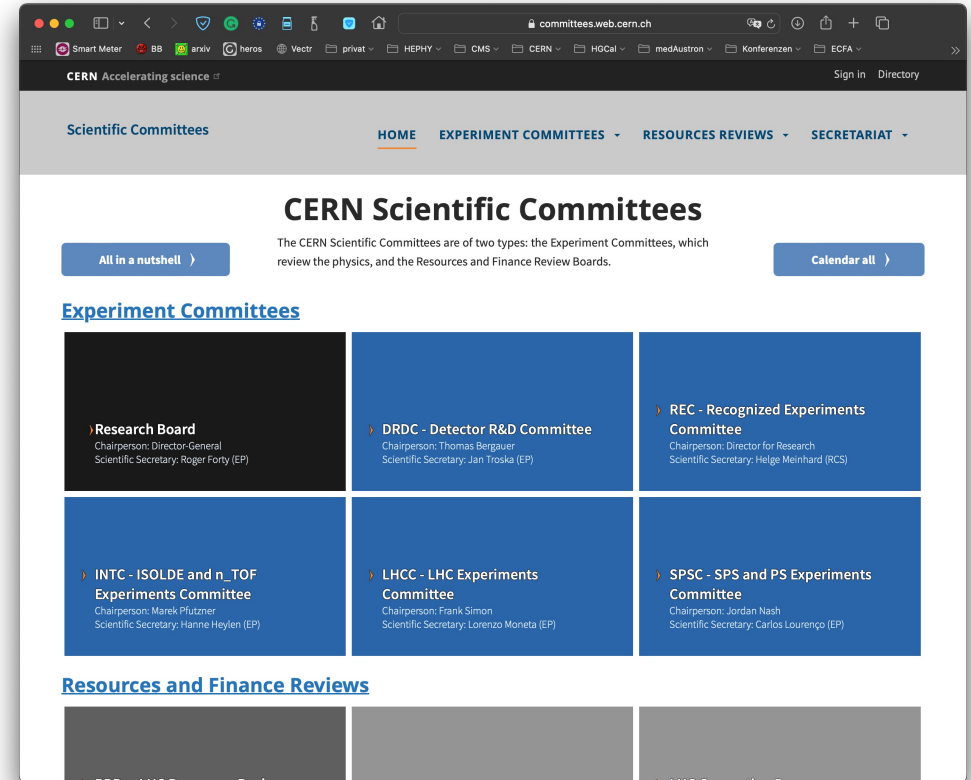 committees.web.cern.ch
Smart Meter BB arxiv heros Vectr privat HEPHY CMS CERN HGCal medAustron Konferenzen ECFA
CERN Accelerating science
Sign in Directory
Scientific Committees
HOME EXPERIMENT COMMITTEES RESOURCES REVIEWS SECRETARIAT
CERN Scientific Committees
All in a nutshell
The CERN Scientific Committees are of two types: the Experiment Committees, which
review the physics, and the Resources and Finance Review Boards.
Calendar all
Experiment Committees
Research Board
Chairperson: Director-General
Scientific Secretary: Roger Forty (EP)
DRDC - Detector R&D Committee
Chairperson: Thomas Bergauer
Scientific Secretary: Jan Troska (EP)
REC - Recognized Experiments
Committee
Chairperson: Director for Research
Scientific Secretary: Helge Meinhard (RCS)
INTC - ISOLDE and n_TOF
Experiments Committee
Chairperson: Marek Pfutzner
Scientific Secretary: Hanne Heylen (EP)
LHCC - LHC Experiments
Committee
Chairperson: Frank Simon
Scientific Secretary: Lorenzo Moneta (EP)
SPSC - SPS and PS Experiments
Committee
Chairperson: Jordan Nash
Scientific Secretary: Carlos Lourenço (EP)
Resources and Finance Reviews